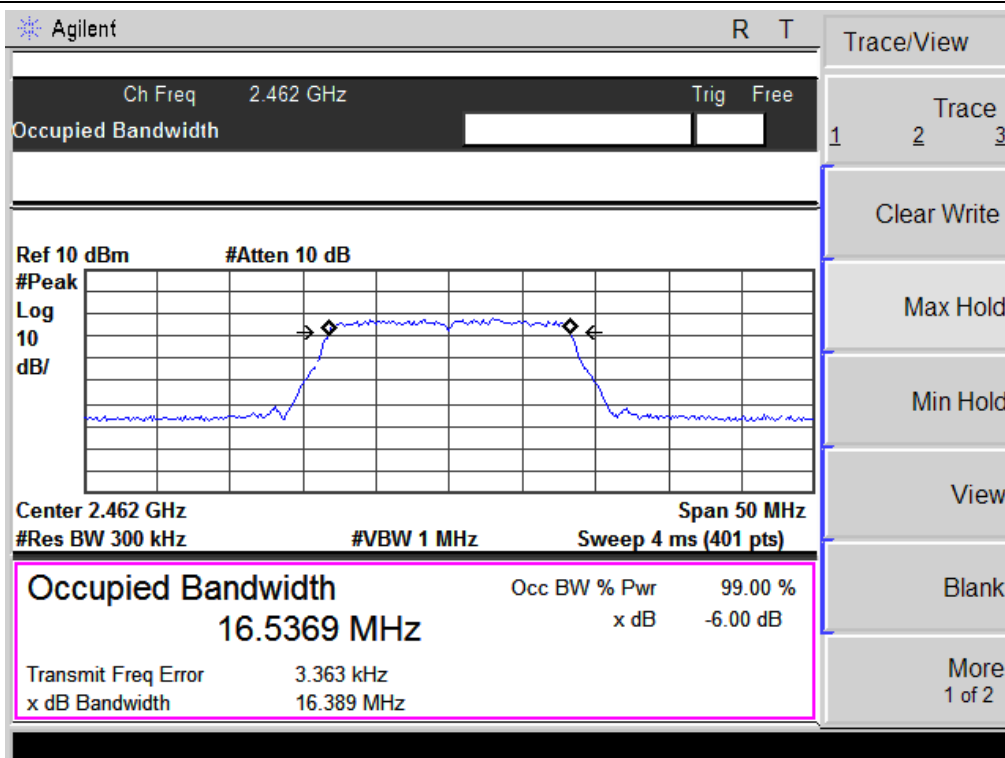 Agilent R T
Ch Freq 2.462 GHz Trig Free
Occupied Bandwidth
Ref 10 dBm #Atten 10 dB
#Peak
Log
10
dB/
Center 2.462 GHz Span 50 MHz
#Res BW 300 kHz #VBW 1 MHz Sweep 4 ms (401 pts)
Occupied Bandwidth Occ BW % Pwr 99.00 %
16.5369 MHz x dB -6.00 dB
Transmit Freq Error 3.363 kHz
x dB Bandwidth 16.389 MHz
Trace/View
Trace
1 2 3
Clear Write
Max Hold
Min Hold
View
Blank
More
1 of 2